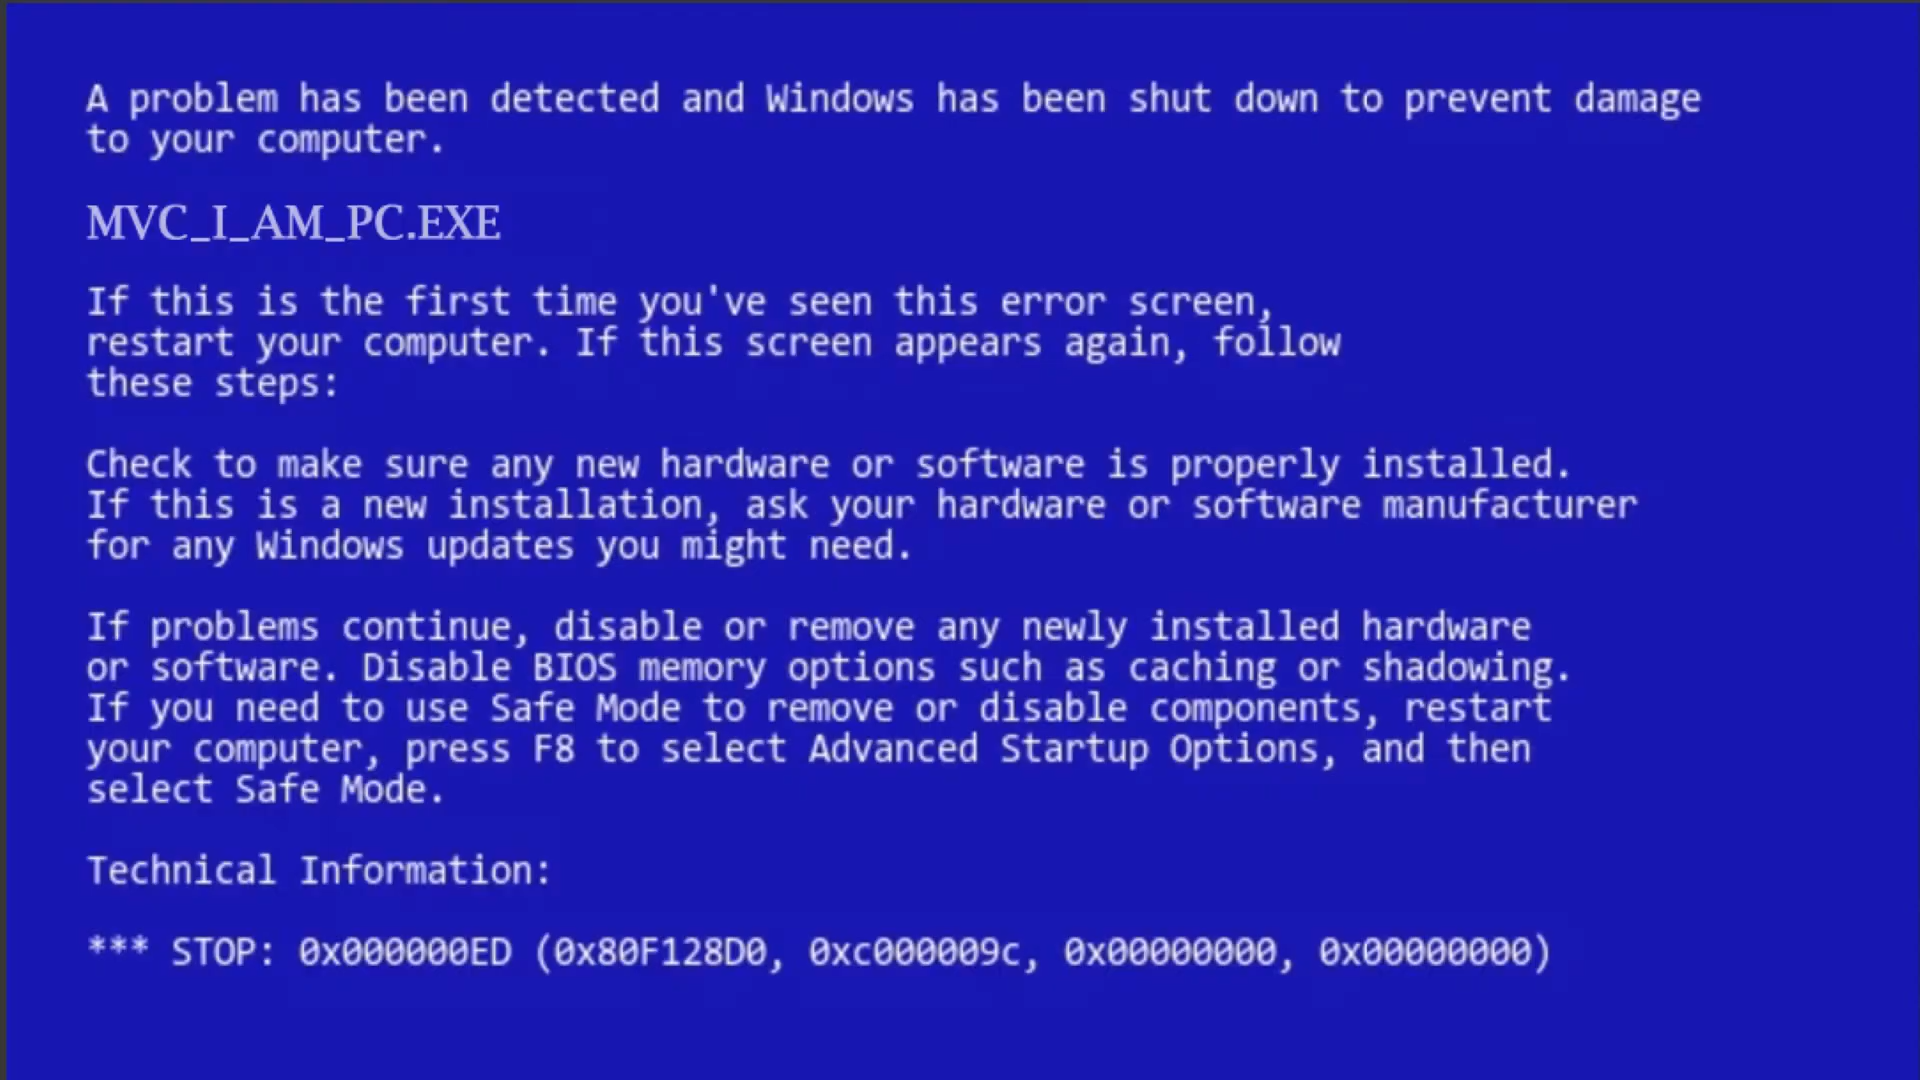 A problem has been detected and Windows has been shut down to prevent damage
to your computer.
MVC_I_AM_PC.EXE
If this is the first time you've seen this error screen,
restart your computer. If this screen appears again, follow
these steps:
Check to make sure any new hardware or software is properly installed.
If this is a new installation, ask your hardware or software manufacturer
for any Windows updates you might need.
If problems continue, disable or remove any newly installed hardware
or software. Disable BIOS memory options such as caching or shadowing.
If you need to use Safe Mode to remove or disable components, restart
your computer, press F8 to select Advanced Startup Options, and then
select Safe Mode.
Technical Information:
*** STOP: 0x000000ED (0x80F128D0, 0xc000009c, 0x00000000, 0x00000000)